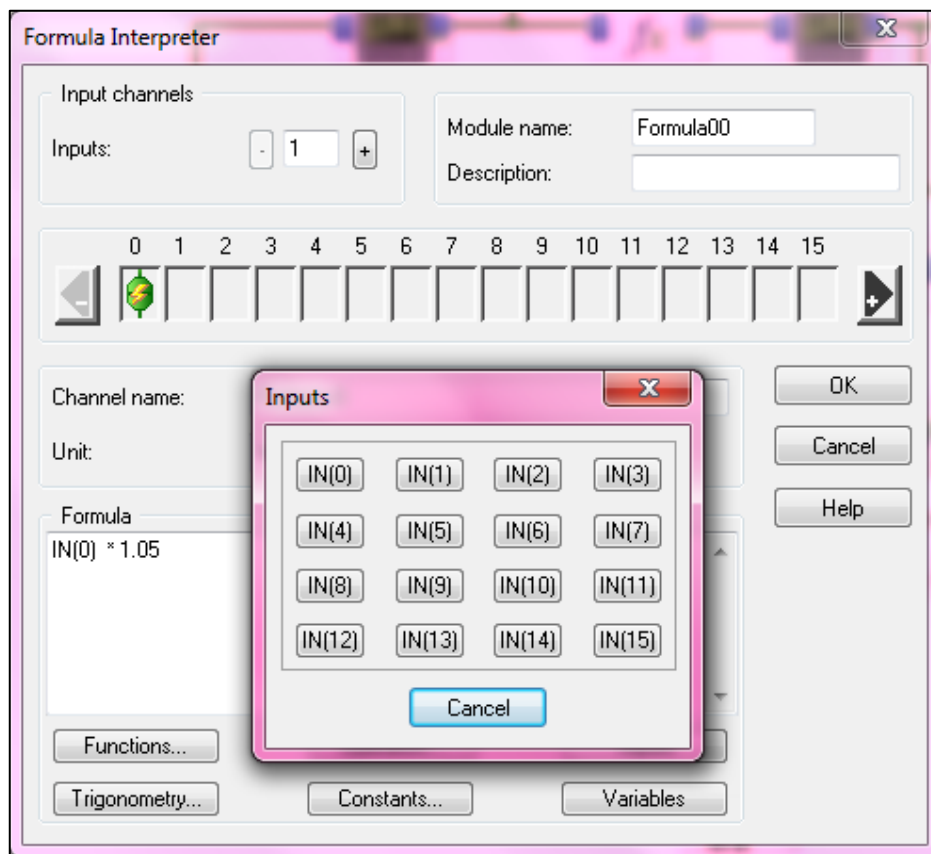 Formula Interpreter
Input channels
Inputs: - 1 +
Module name: Formula00
Description:
0 1 2 3 4 5 6 7 8 9 10 11 12 13 14 15
- +
Channel name:
Unit:
OK
Cancel
Help
Formula
IN(0) * 1.05
Inputs
IN(0) IN(1) IN(2) IN(3)
IN(4) IN(5) IN(6) IN(7)
IN(8) IN(9) IN(10) IN(11)
IN(12) IN(13) IN(14) IN(15)
Cancel
Functions...
Trigonometry... Constants... Variables